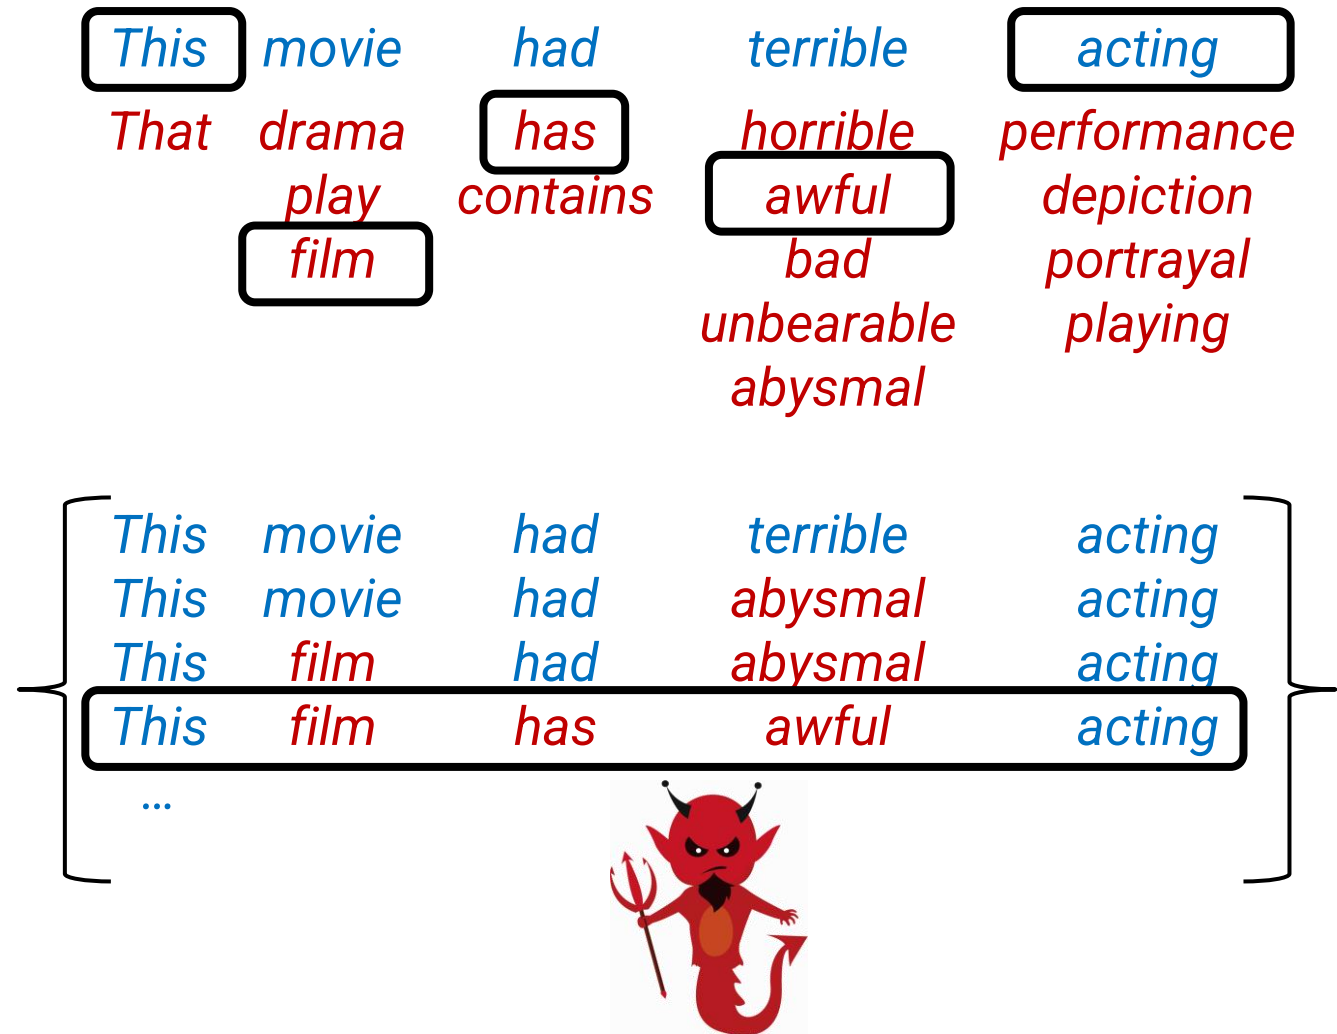 This movie had terrible acting
That drama has horrible performance
play contains awful depiction
film bad portrayal
unbearable playing
abysmal
This movie had terrible acting
This movie had abysmal acting
This film had abysmal acting
This film has awful acting
...